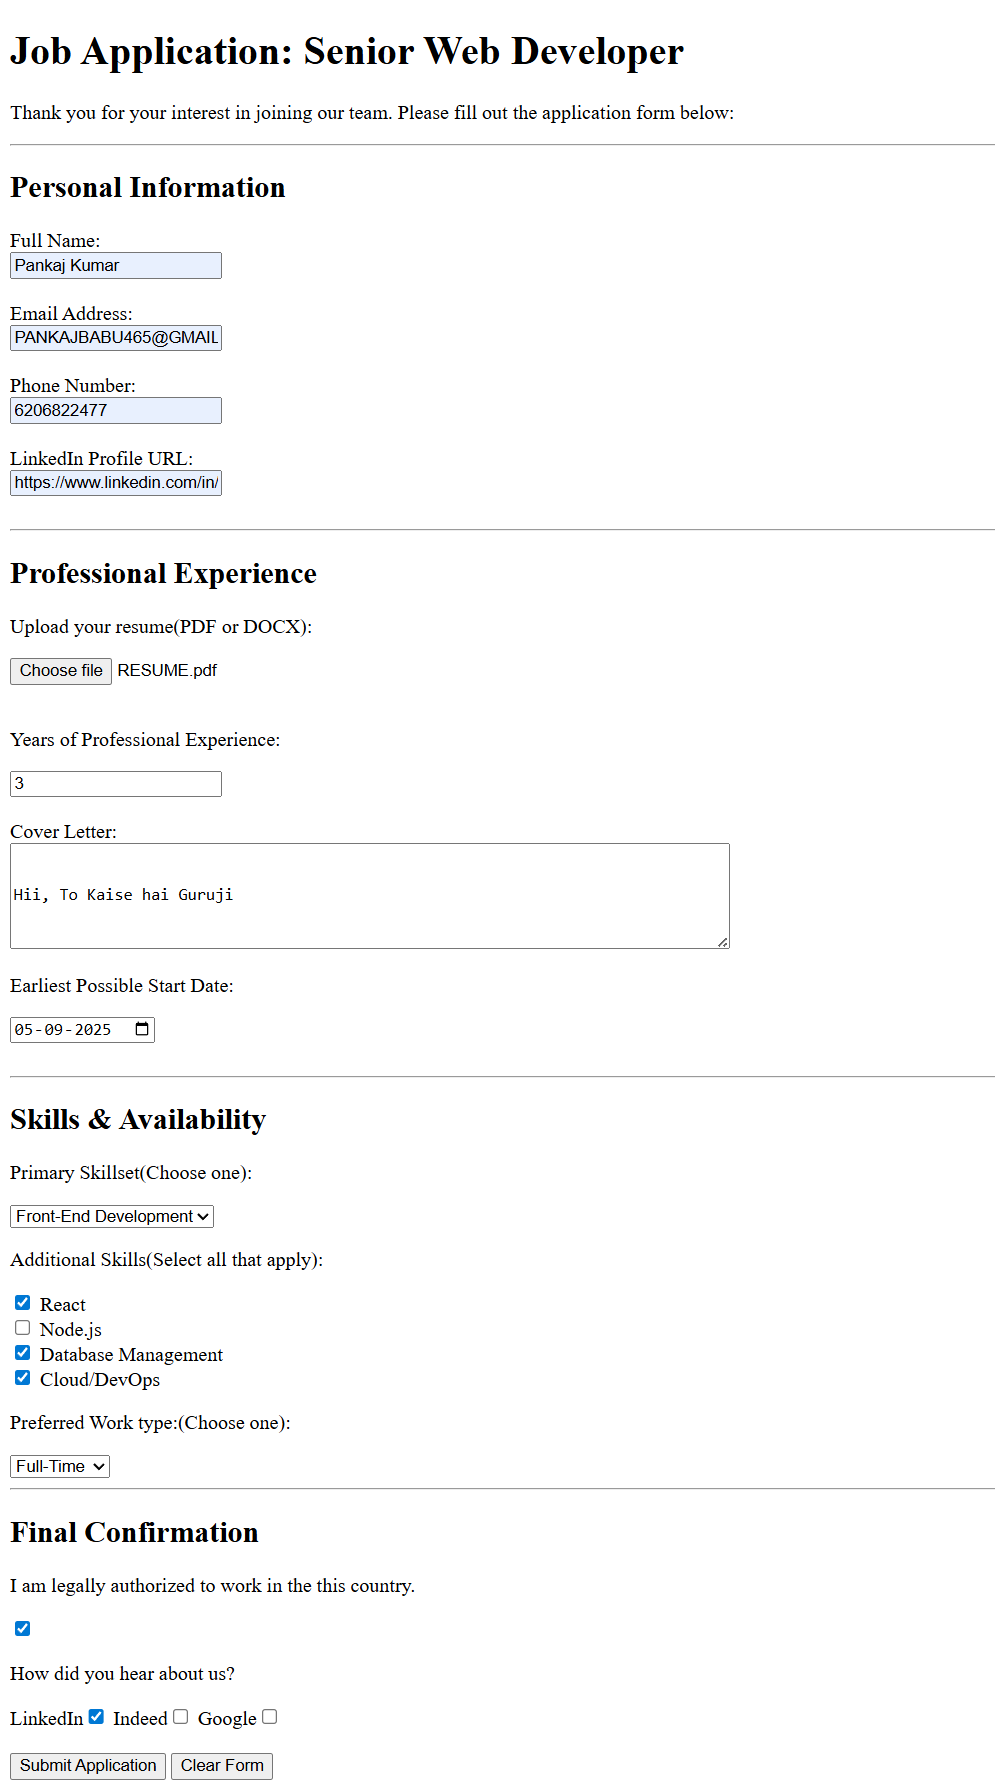 Job Application: Senior Web Developer
Thank you for your interest in joining our team. Please fill out the application form below:
Personal Information
Full Name:
Pankaj Kumar
Email Address:
PANKAJBABU465@GMAIL
Phone Number:
6206822477
LinkedIn Profile URL:
https://www.linkedin.com/in/
Professional Experience
Upload your resume(PDF or DOCX):
Choose file RESUME.pdf
Years of Professional Experience:
3
Cover Letter:
Hii, To Kaise hai Guruji
Earliest Possible Start Date:
05-09-2025
Skills & Availability
Primary Skillset(Choose one):
Front-End Development
Additional Skills(Select all that apply):
React
Node.js
Database Management
Cloud/DevOps
Preferred Work type:(Choose one):
Full-Time
Final Confirmation
I am legally authorized to work in the this country.
How did you hear about us?
LinkedIn Indeed Google
Submit Application Clear Form